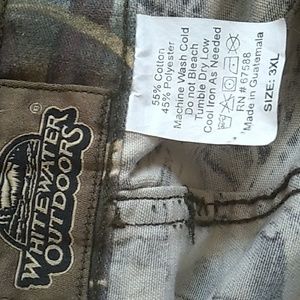 ®
WHITEWATER
OUTDOORS
55% Cotton
45% Polyester
Machine Wash Cold
Do not Bleach
Tumble Dry Low
Cool Iron As Needed
RN # 67588
Made in Guatemala
SIZE: 3XL